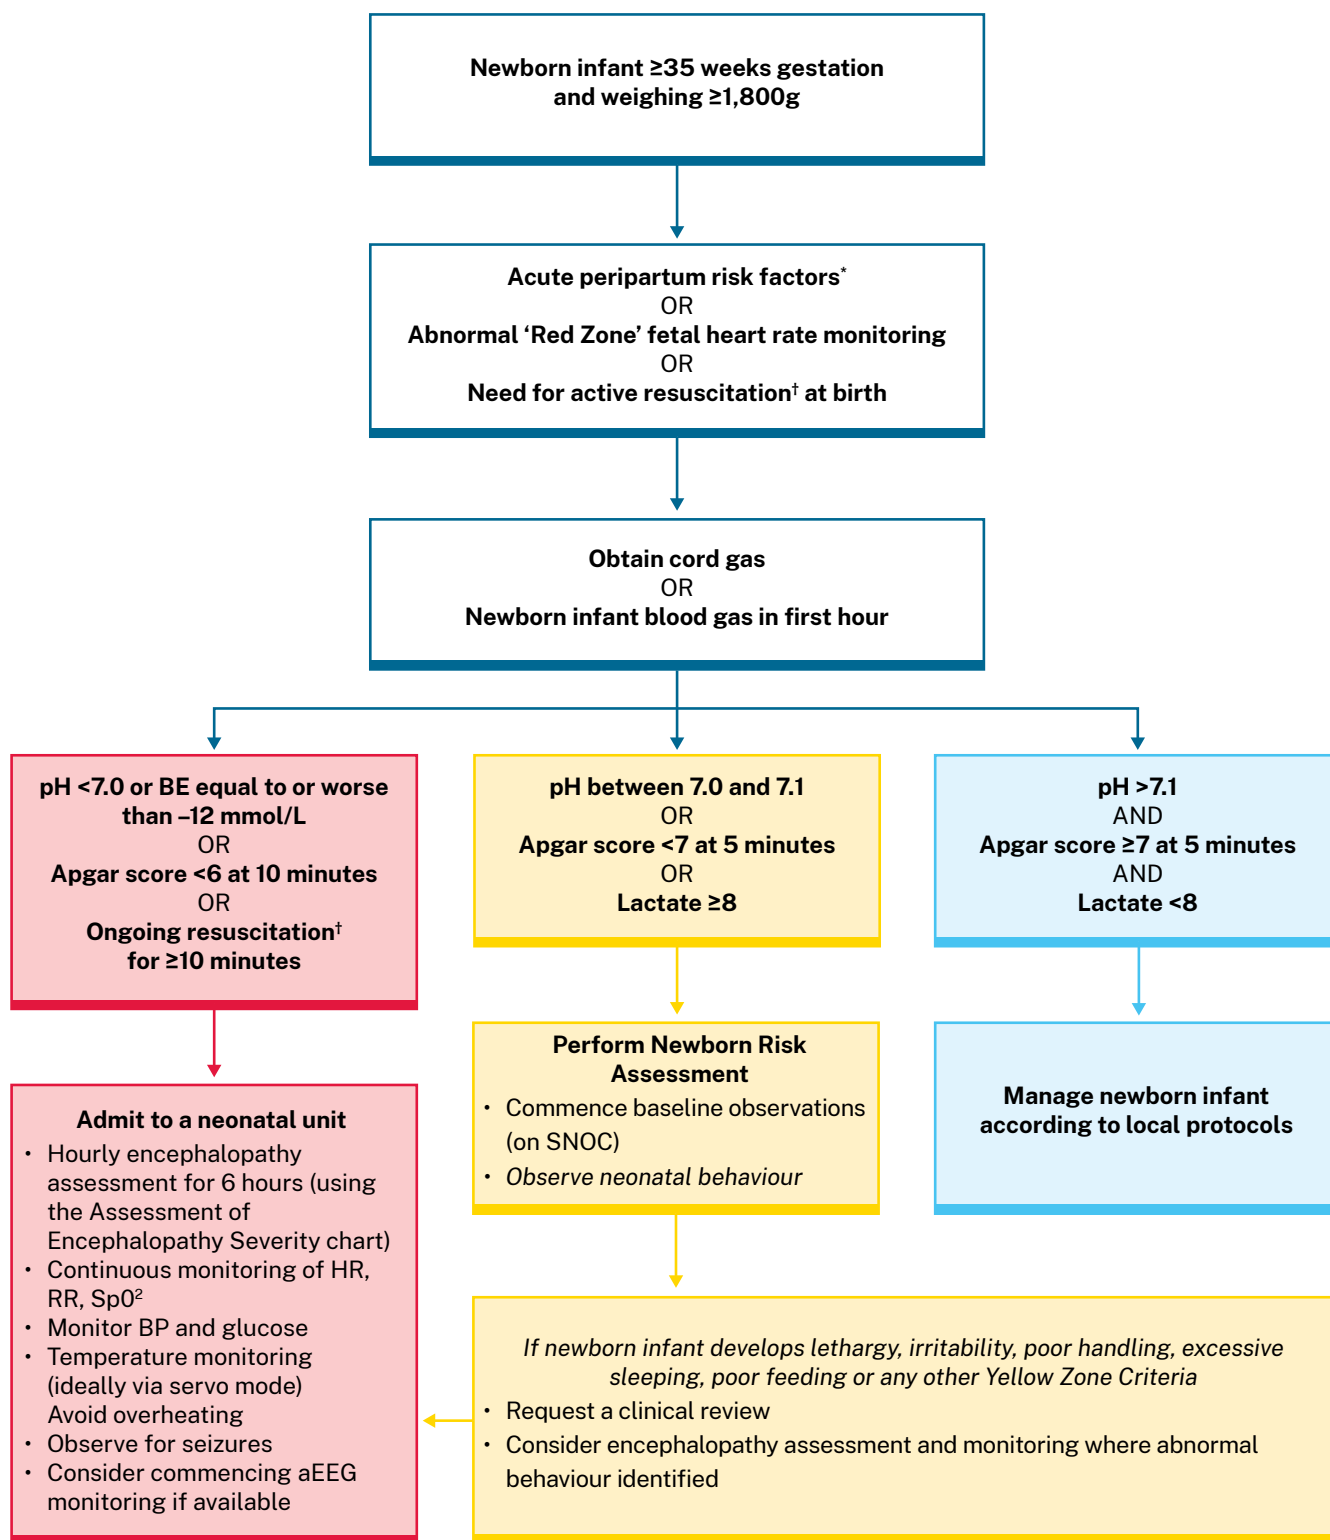 Newborn infant ≥35 weeks gestation
and weighing ≥1,800g
Acute peripartum risk factors*
OR
Abnormal ‘Red Zone’ fetal heart rate monitoring
OR
Need for active resuscitation† at birth
Obtain cord gas
OR
Newborn infant blood gas in first hour
pH <7.0 or BE equal to or worse
than –12 mmol/L
OR
Apgar score <6 at 10 minutes
OR
Ongoing resuscitation†
for ≥10 minutes
pH between 7.0 and 7.1
OR
Apgar score <7 at 5 minutes
OR
Lactate ≥8
pH >7.1
AND
Apgar score ≥7 at 5 minutes
AND
Lactate <8
Admit to a neonatal unit
• Hourly encephalopathy
assessment for 6 hours (using
the Assessment of
Encephalopathy Severity chart)
• Continuous monitoring of HR,
RR, Sp0²
• Monitor BP and glucose
• Temperature monitoring
(ideally via servo mode)
Avoid overheating
• Observe for seizures
• Consider commencing aEEG
monitoring if available
Perform Newborn Risk
Assessment
• Commence baseline observations
(on SNOC)
• Observe neonatal behaviour
Manage newborn infant
according to local protocols
If newborn infant develops lethargy, irritability, poor handling, excessive
sleeping, poor feeding or any other Yellow Zone Criteria
• Request a clinical review
• Consider encephalopathy assessment and monitoring where abnormal
behaviour identified